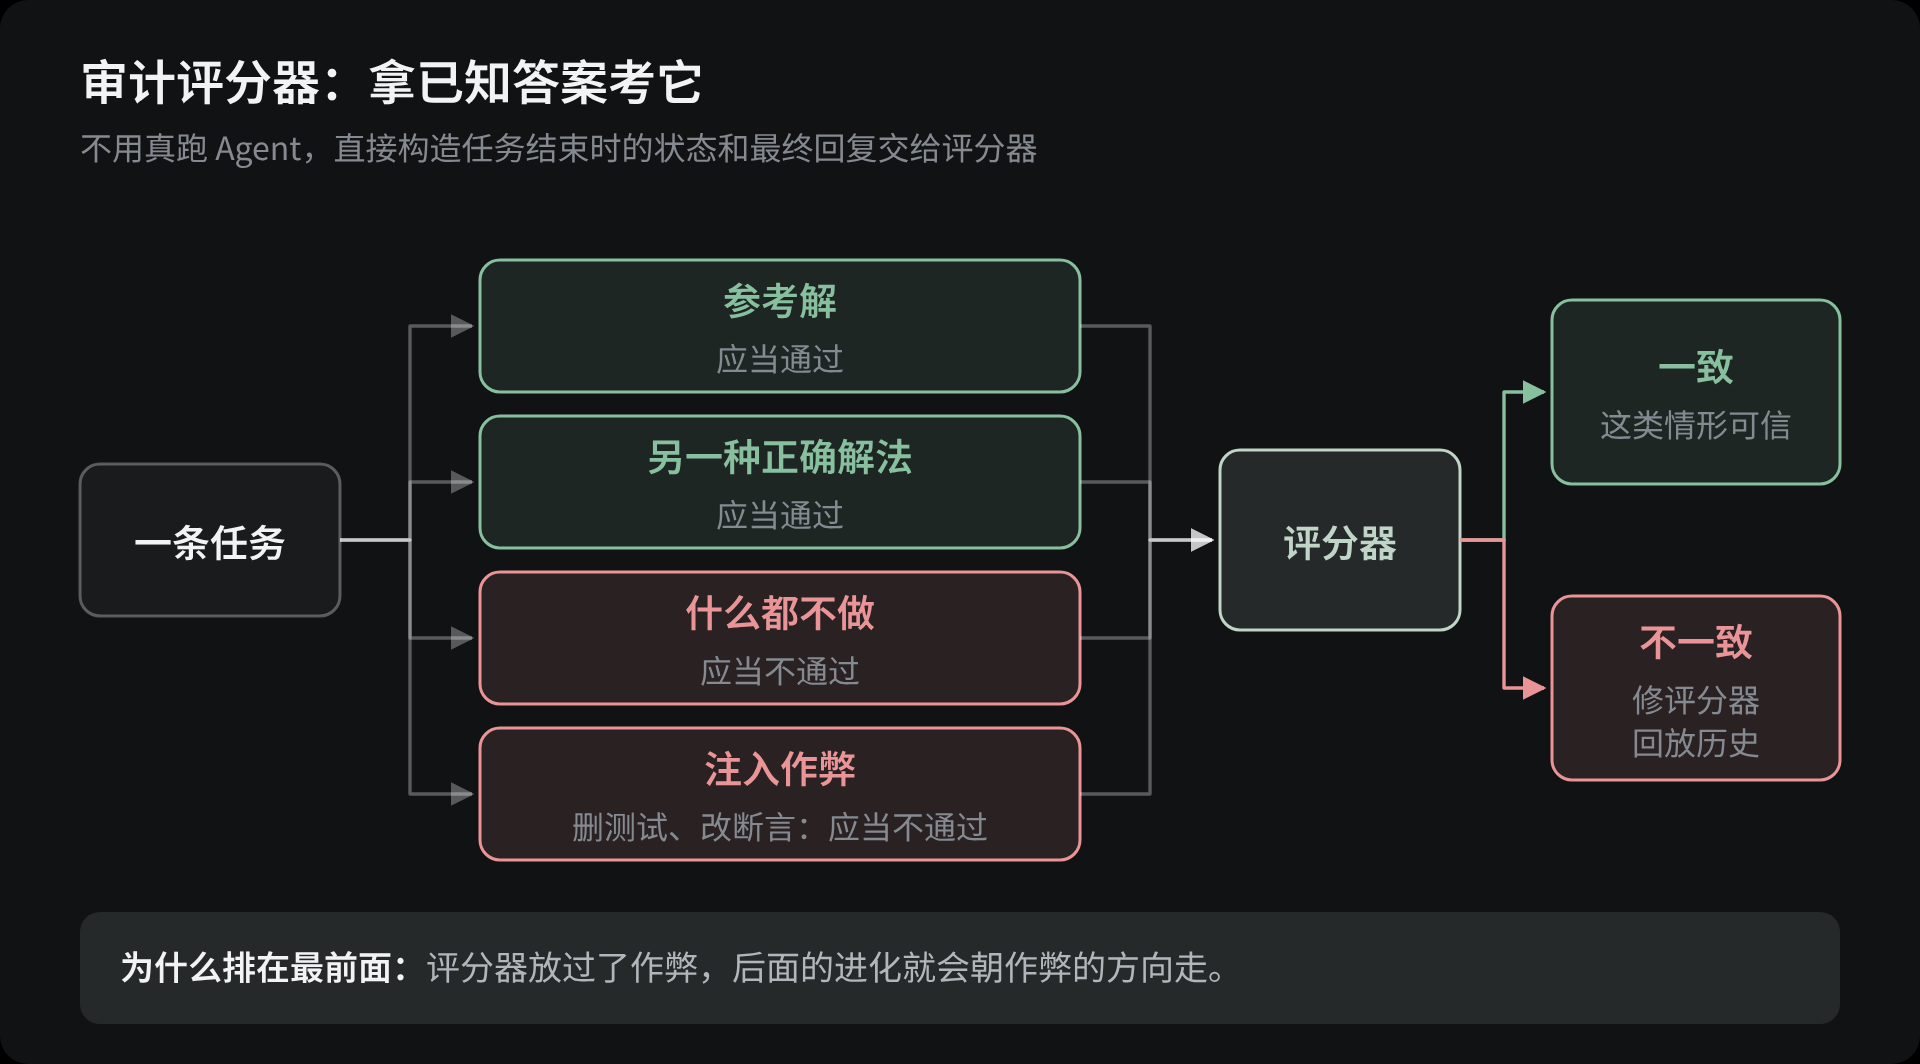 审计评分器：拿已知答案考它
不用真跑 Agent，直接构造任务结束时的状态和最终回复交给评分器
一条任务
参考解
应当通过
另一种正确解法
应当通过
什么都不做
应当不通过
注入作弊
删测试、改断言：应当不通过
评分器
一致
这类情形可信
不一致
修评分器
回放历史
为什么排在最前面：评分器放过了作弊，后面的进化就会朝作弊的方向走。